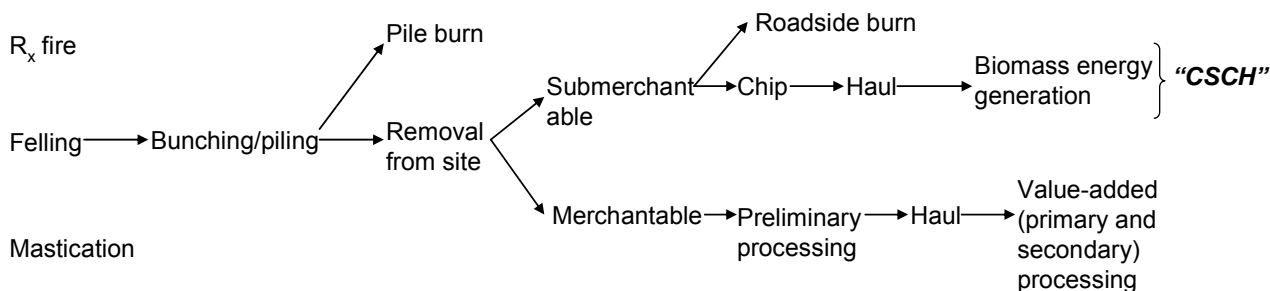 Rx fire
Pile burn
Roadside burn
Submerchant
able
Chip
Haul
Biomass energy
generation
“CSCH”
Felling
Bunching/piling
Removal
from site
Merchantable
Preliminary
processing
Haul
Value-added
(primary and
secondary)
processing
Mastication